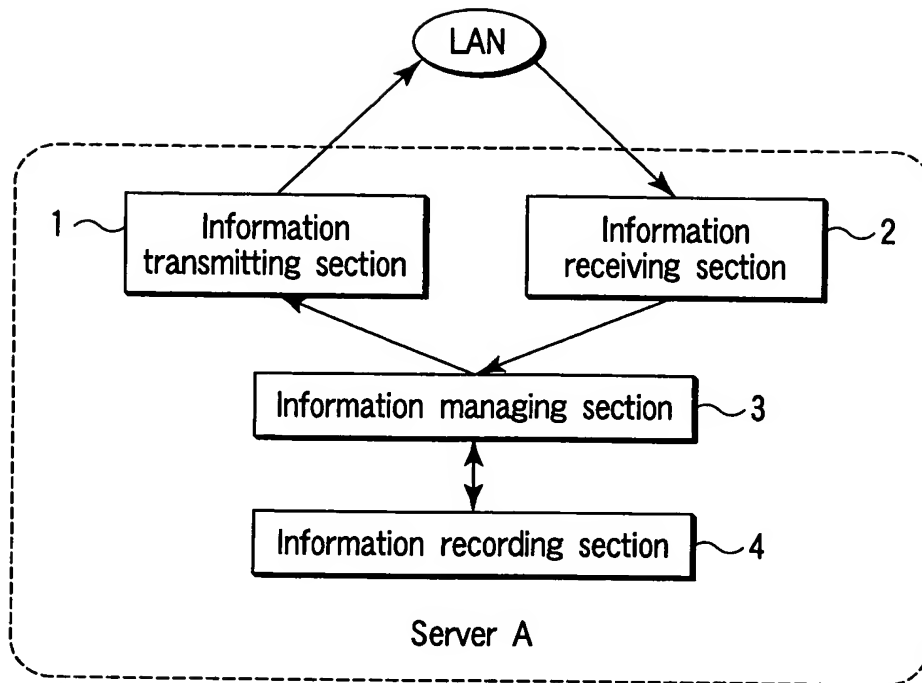 LAN
1
Information
transmitting section
Information
receiving section
2
Information managing section
3
Information recording section
4
Server A